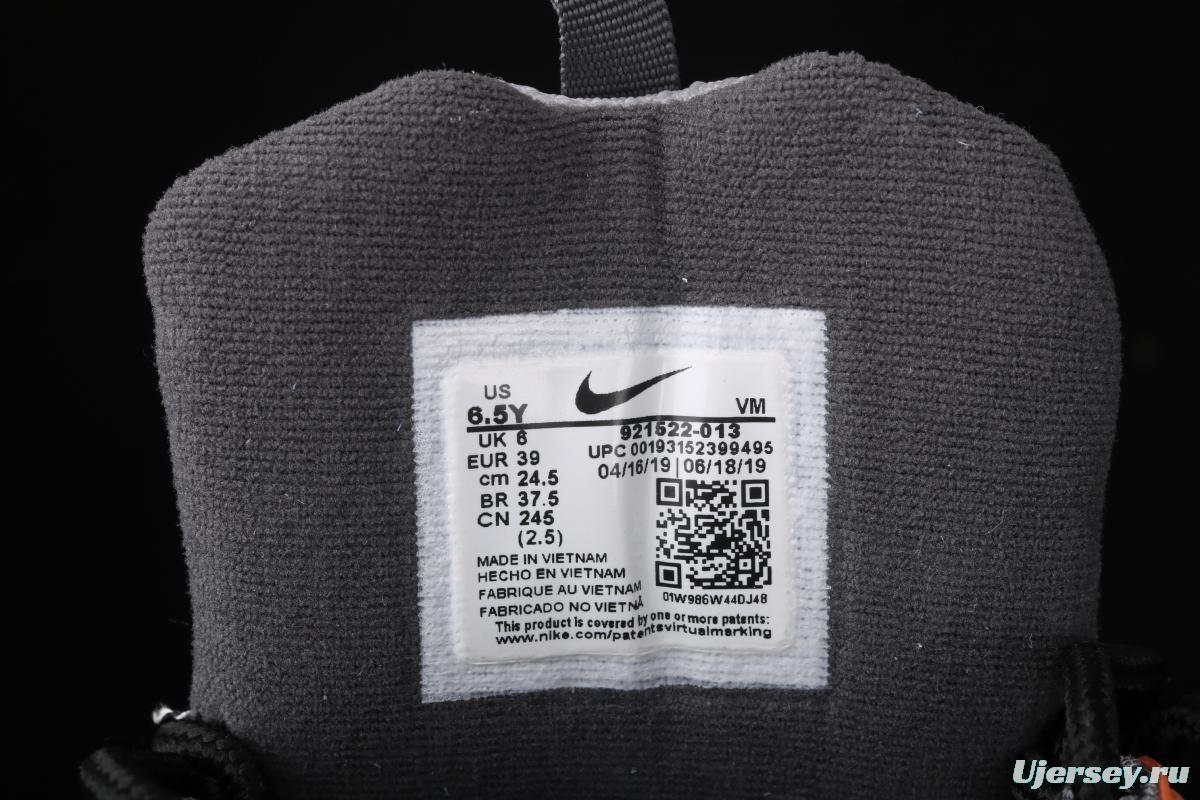 US
6.5Y
VM
UK 6
EUR 39
cm 24.5
BR 37.5
CN 245
(2.5)
921522-013
UPC 00193152399495
04/16/19 | 06/18/19
01W986W44DJ48
MADE IN VIETNAM
HECHO EN VIETNAM
FABRIQUE AU VIETNAM
FABRICADO NO VIETNÃ
This product is covered by one or more patents:
www.nike.com/patentsvirtualmarking
Ujersey.ru